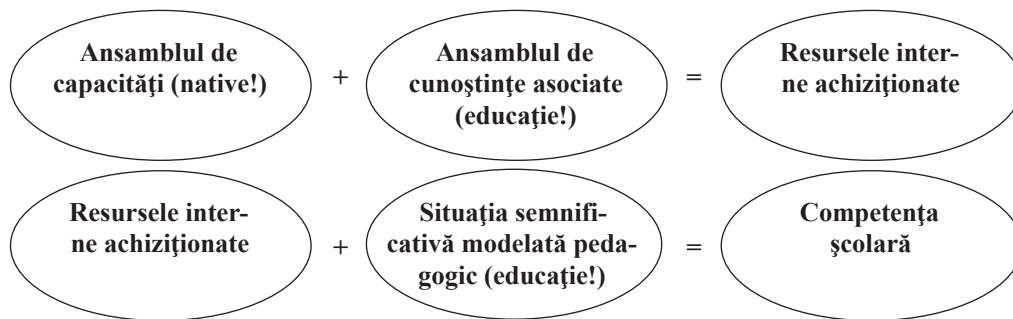 Ansamblul de
capacităţi (native!)
+
Ansamblul de
cunoştinţe asociate
(educaţie!)
=
Resursele inter-
ne achiziţionate
Resursele inter-
ne achiziţionate
+
Situaţia semnifi-
cativă modelată peda-
gogic (educaţie!)
=
Competenţa
şcolară